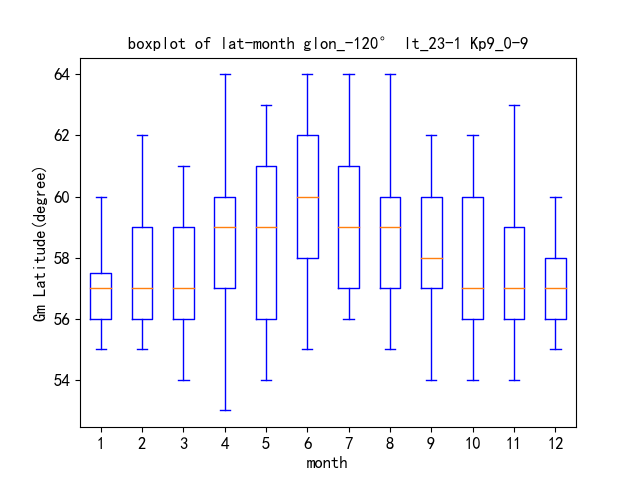 boxplot of lat-month glon_-120° lt_23-1 Kp9_0-9
Gm Latitude(degree)
64
62
60
58
56
54
1 2 3 4 5 6 7 8 9 10 11 12
month